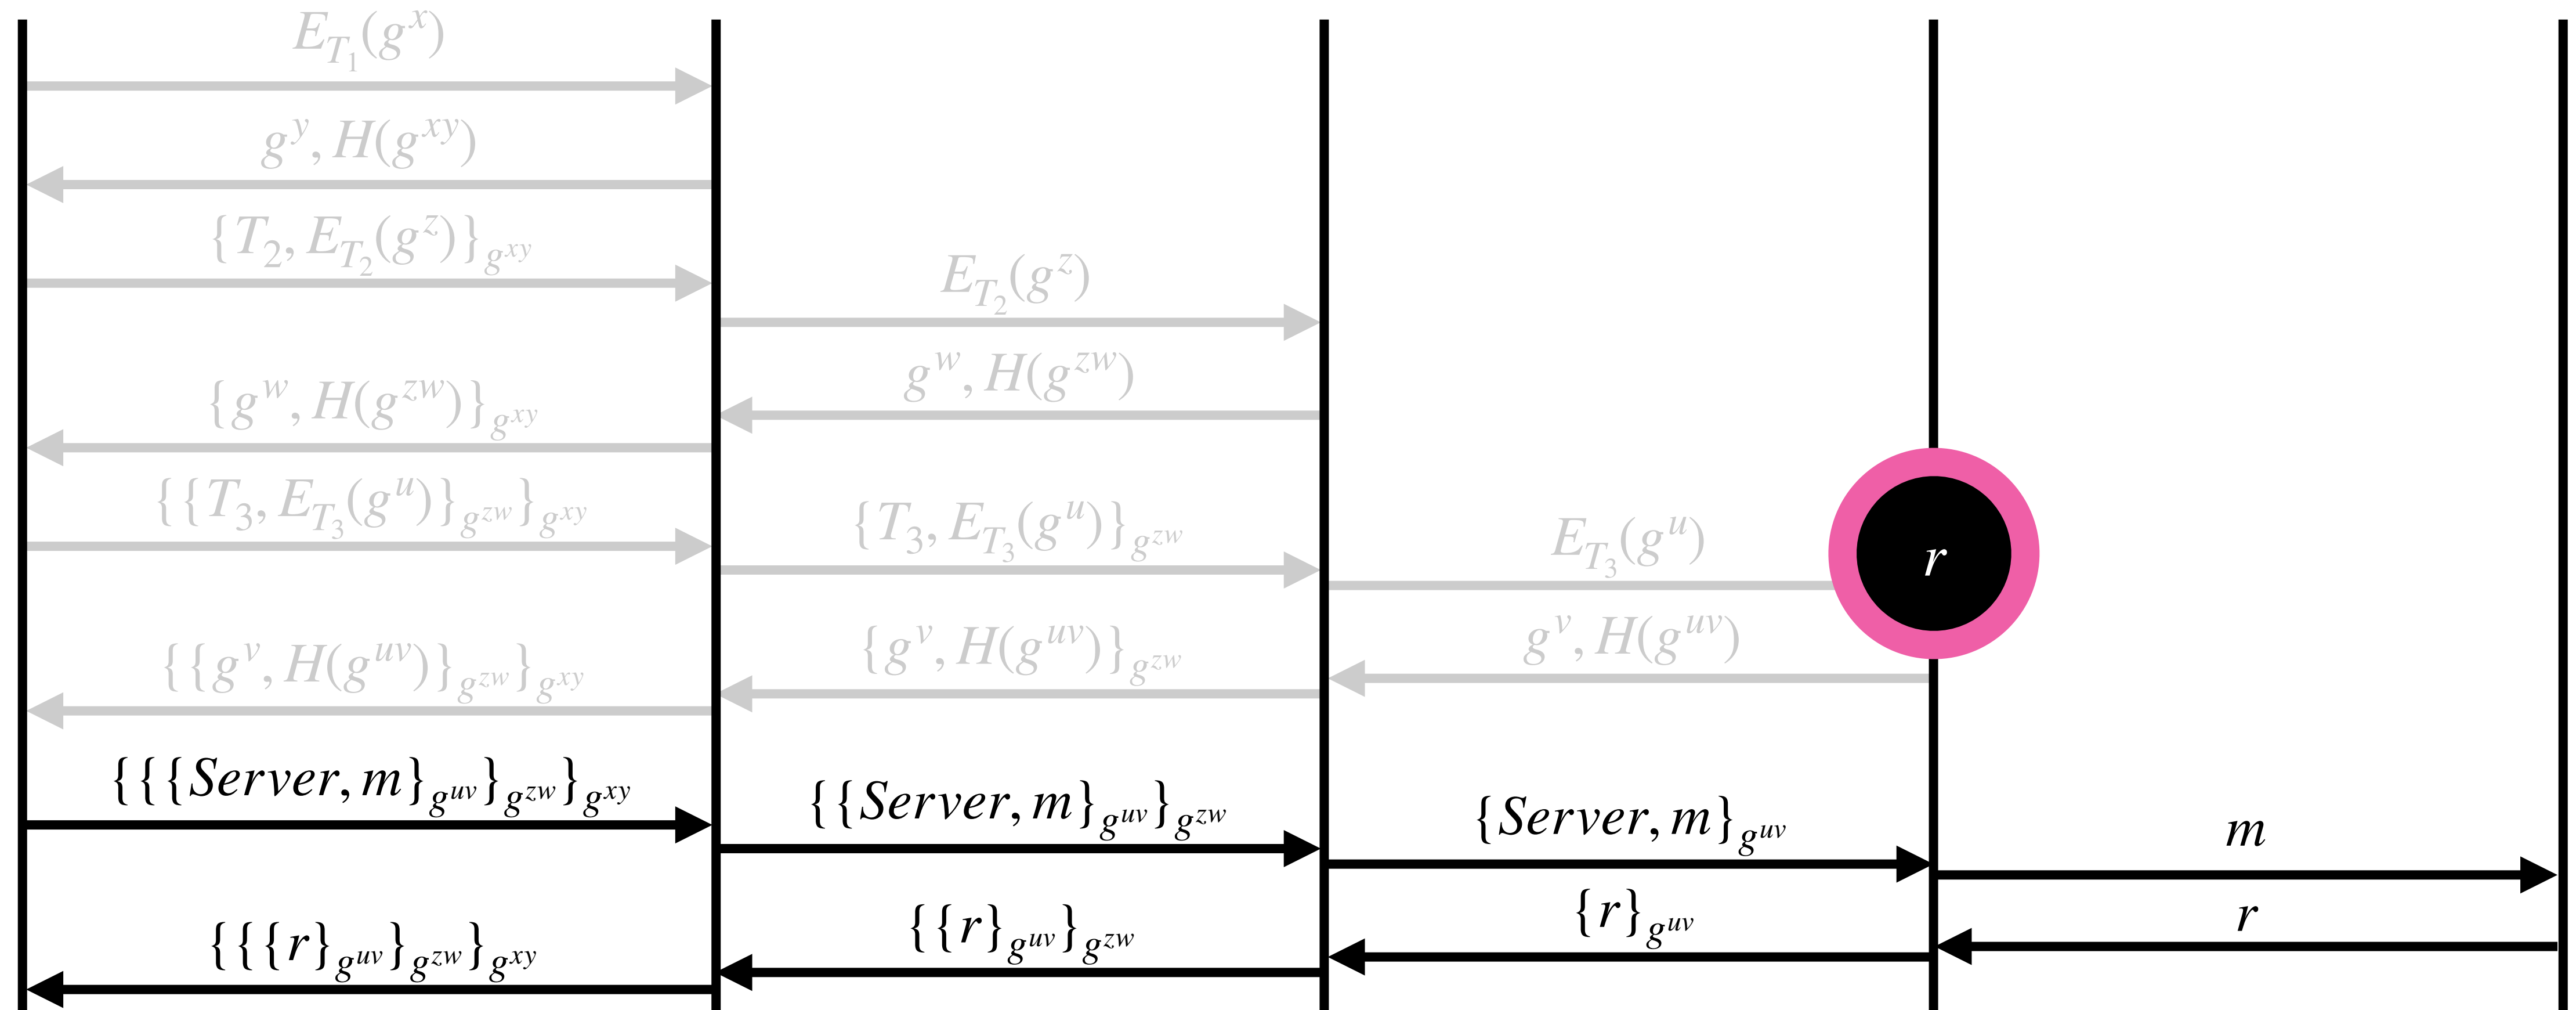 E_{T_1}(g^x)
g^y, H(g^{xy})
{T_2, E_{T_2}(g^z)}_{g^{xy}}
E_{T_2}(g^z)
g^w, H(g^{zw})
{g^w, H(g^{zw})}_{g^{xy}}
{{T_3, E_{T_3}(g^u)}_{g^{zw}}}_{g^{xy}}
{T_3, E_{T_3}(g^u)}_{g^{zw}}
E_{T_3}(g^u)
r
g^v, H(g^{uv})
{g^v, H(g^{uv})}_{g^{zw}}
{{g^v, H(g^{uv})}_{g^{zw}}}_{g^{xy}}
{{{Server, m}_{g^{uv}}}_{g^{zw}}}_{g^{xy}}
{{Server, m}_{g^{uv}}}_{g^{zw}}
{Server, m}_{g^{uv}}
m
r
{r}_{g^{uv}}
{{r}_{g^{uv}}}_{g^{zw}}
{{{r}_{g^{uv}}}_{g^{zw}}}_{g^{xy}}